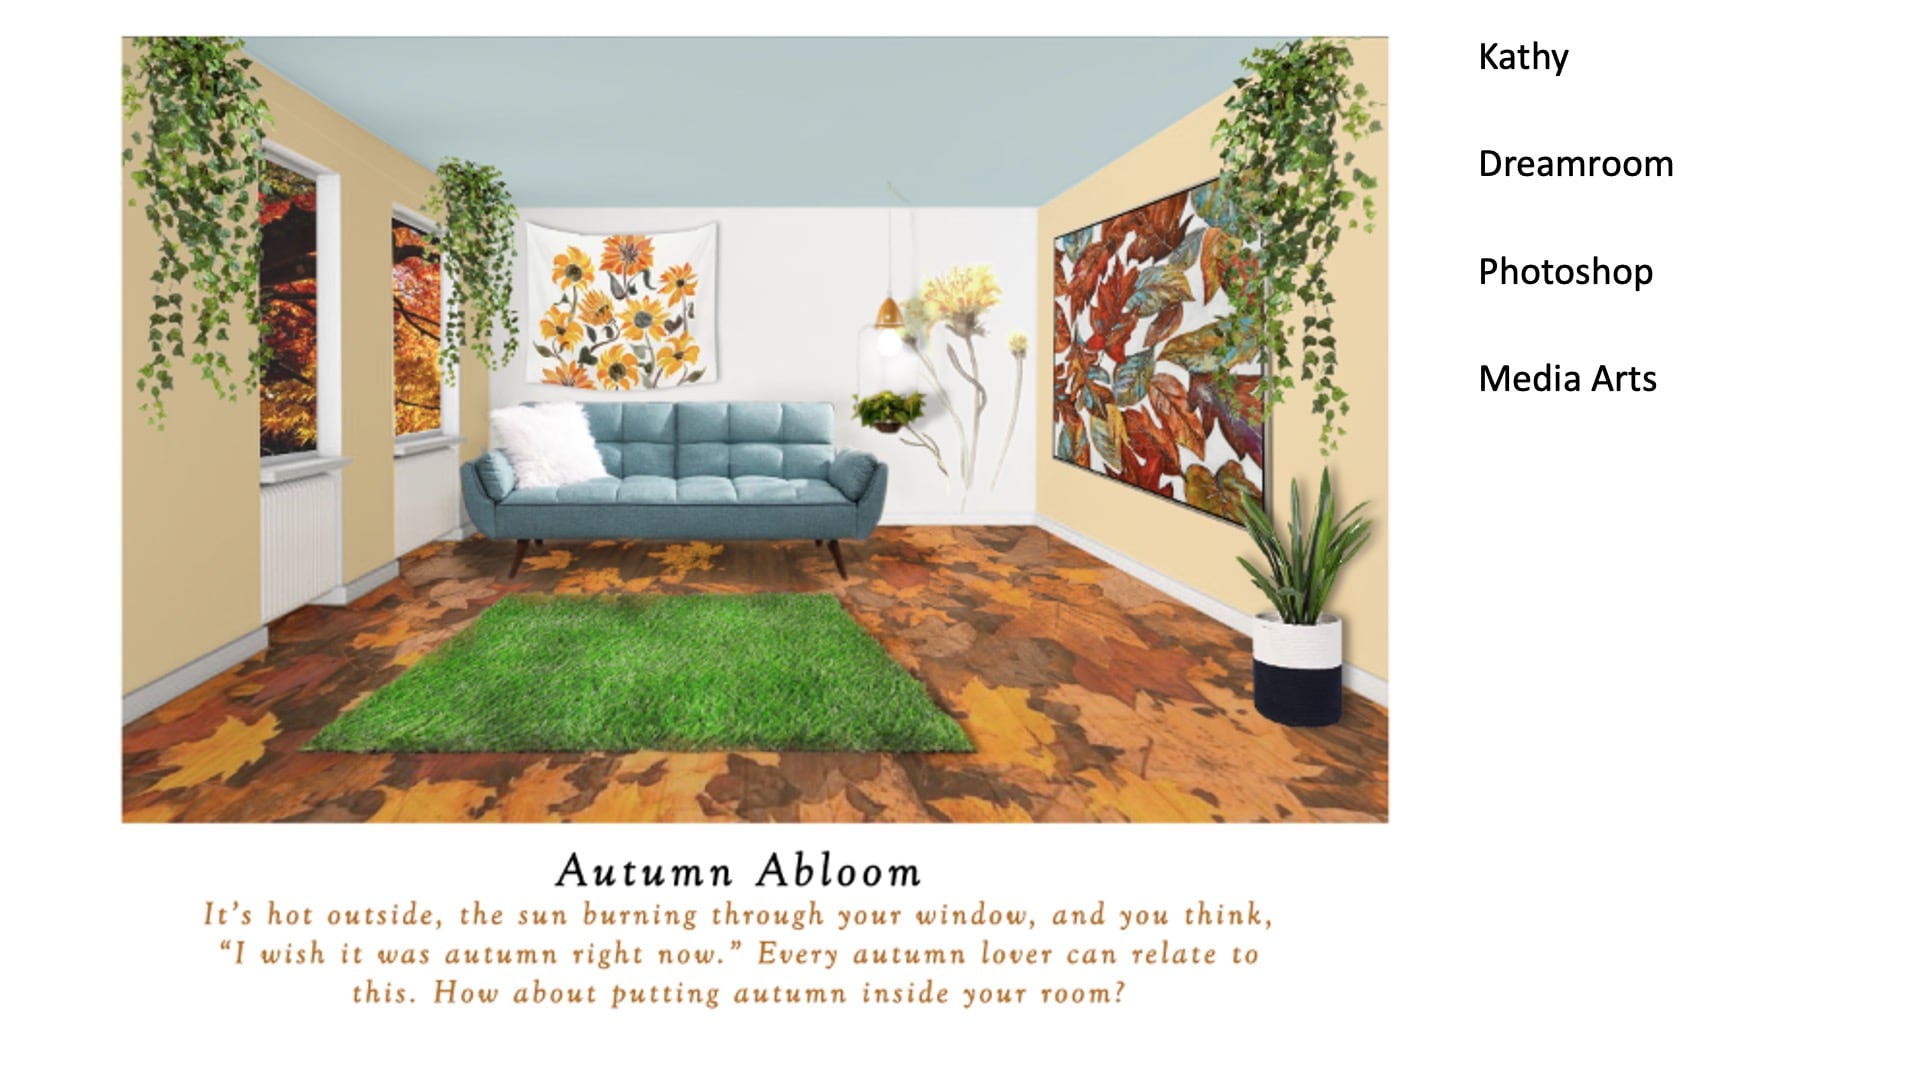 Kathy
Dreamroom
Photoshop
Media Arts
Autumn Abloom
It's hot outside, the sun burning through your window, and you think,
“I wish it was autumn right now.” Every autumn lover can relate to
this. How about putting autumn inside your room?